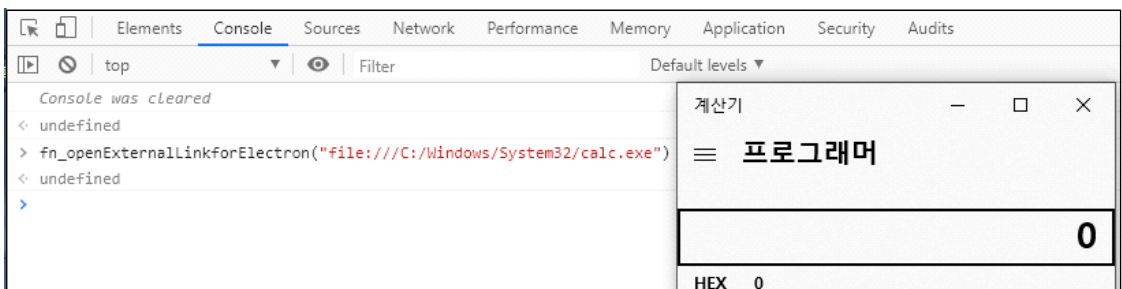 Elements Console Sources Network Performance Memory Application Security Audits
top Filter Default levels ▼
Console was cleared
undefined
fn_openExternalLinkforElectron("file:///C:/Windows/System32/calc.exe")
undefined
계산기
프로그래머
0
HEX 0